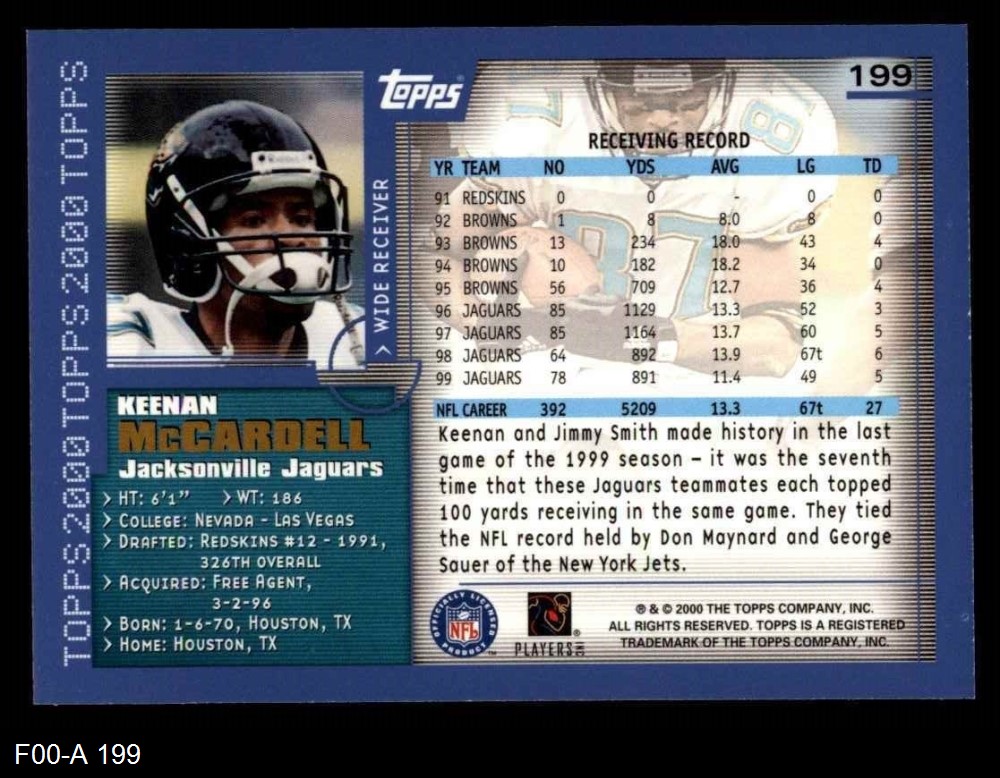 TOPPS2000TOPPS2000TOPPS
Topps
199
> WIDE RECEIVER
RECEIVING RECORD
YR TEAM NO YDS AVG LG TD
91 REDSKINS 0 0 - 0 0
92 BROWNS 1 8 8.0 8 0
93 BROWNS 13 234 18.0 43 4
94 BROWNS 10 182 18.2 34 0
95 BROWNS 56 709 12.7 36 4
96 JAGUARS 85 1129 13.3 52 3
97 JAGUARS 85 1164 13.7 60 5
98 JAGUARS 64 892 13.9 67t 6
99 JAGUARS 78 891 11.4 49 5
NFL CAREER 392 5209 13.3 67t 27
KEENAN
McCARDELL
Jacksonville Jaguars
> HT: 6'1" > WT: 186
> COLLEGE: NEVADA - LAS VEGAS
> DRAFTED: REDSKINS #12 - 1991,
326TH OVERALL
> ACQUIRED: FREE AGENT,
3-2-96
> BORN: 1-6-70, HOUSTON, TX
> HOME: HOUSTON, TX
Keenan and Jimmy Smith made history in the last
game of the 1999 season – it was the seventh
time that these Jaguars teammates each topped
100 yards receiving in the same game. They tied
the NFL record held by Don Maynard and George
Sauer of the New York Jets.
OFFICIALLY LICENSED
NFL
PRODUCT
PLAYERS INC
® & © 2000 THE TOPPS COMPANY, INC.
ALL RIGHTS RESERVED. TOPPS IS A REGISTERED
TRADEMARK OF THE TOPPS COMPANY, INC.
87
F00-A 199